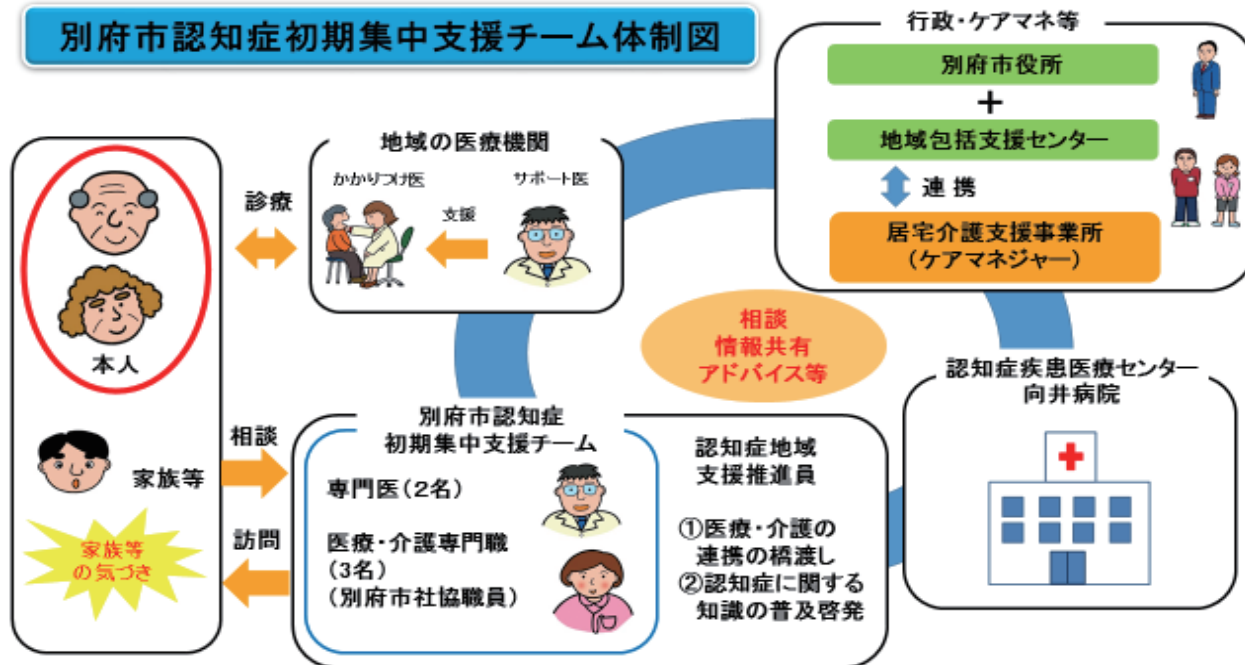 別府市認知症初期集中支援チーム体制図
行政・ケアマネ等
別府市役所
+
地域包括支援センター
連携
居宅介護支援事業所
(ケアマネジャー)
地域の医療機関
かかりつけ医
サポート医
支援
診療
本人
相談
情報共有
アドバイス等
認知症疾患医療センター
向井病院
家族等
相談
訪問
家族等
の気づき
別府市認知症
初期集中支援チーム
専門医(2名)
医療・介護専門職
(3名)
(別府市社協職員)
認知症地域
支援推進員
①医療・介護の
連携の橋渡し
②認知症に関する
知識の普及啓発